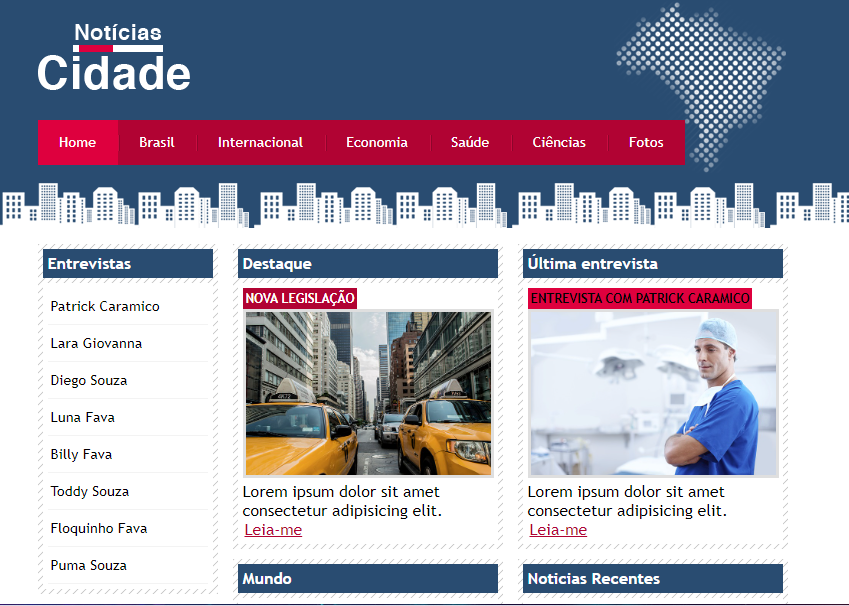 Notícias
Cidade
Home Brasil Internacional Economia Saúde Ciências Fotos
Entrevistas
Patrick Caramico
Lara Giovanna
Diego Souza
Luna Fava
Billy Fava
Toddy Souza
Floquinho Fava
Puma Souza
Destaque
NOVA LEGISLAÇÃO
Lorem ipsum dolor sit amet
consectetur adipisicing elit.
Leia-me
Mundo
Última entrevista
ENTREVISTA COM PATRICK CARAMICO
Lorem ipsum dolor sit amet
consectetur adipisicing elit.
Leia-me
Noticias Recentes